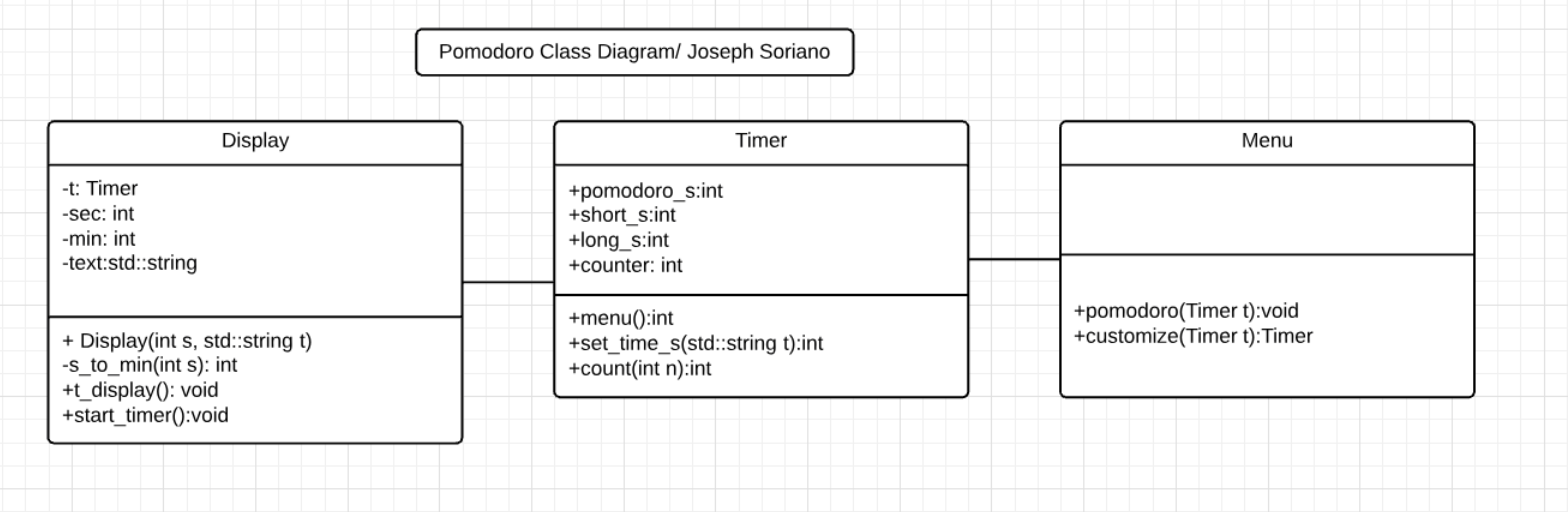 Pomodoro Class Diagram/ Joseph Soriano
Display
-t: Timer
-sec: int
-min: int
-text:std::string
+ Display(int s, std::string t)
-s_to_min(int s): int
+t_display(): void
+start_timer():void
Timer
+pomodoro_s:int
+short_s:int
+long_s:int
+counter: int
+menu():int
+set_time_s(std::string t):int
+count(int n):int
Menu
+pomodoro(Timer t):void
+customize(Timer t):Timer